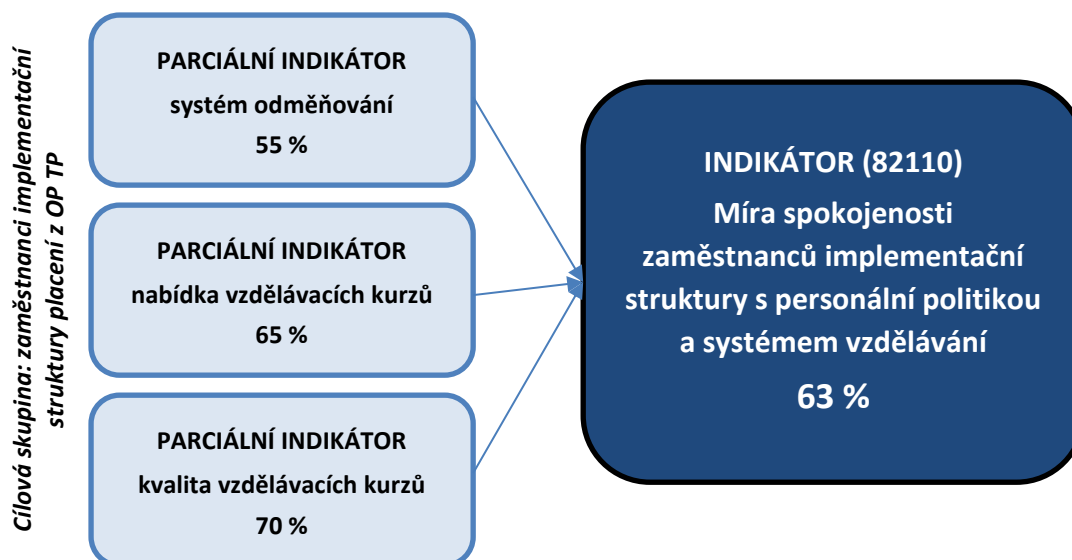 Cílová skupina: zaměstnanci implementační
struktury placení z OP TP
PARCIÁLNÍ INDIKÁTOR
systém odměňování
55 %
PARCIÁLNÍ INDIKÁTOR
nabídka vzdělávacích kurzů
65 %
PARCIÁLNÍ INDIKÁTOR
kvalita vzdělávacích kurzů
70 %
INDIKÁTOR (82110)
Míra spokojenosti
zaměstnanců implementační
struktury s personální politikou
a systémem vzdělávání
63 %